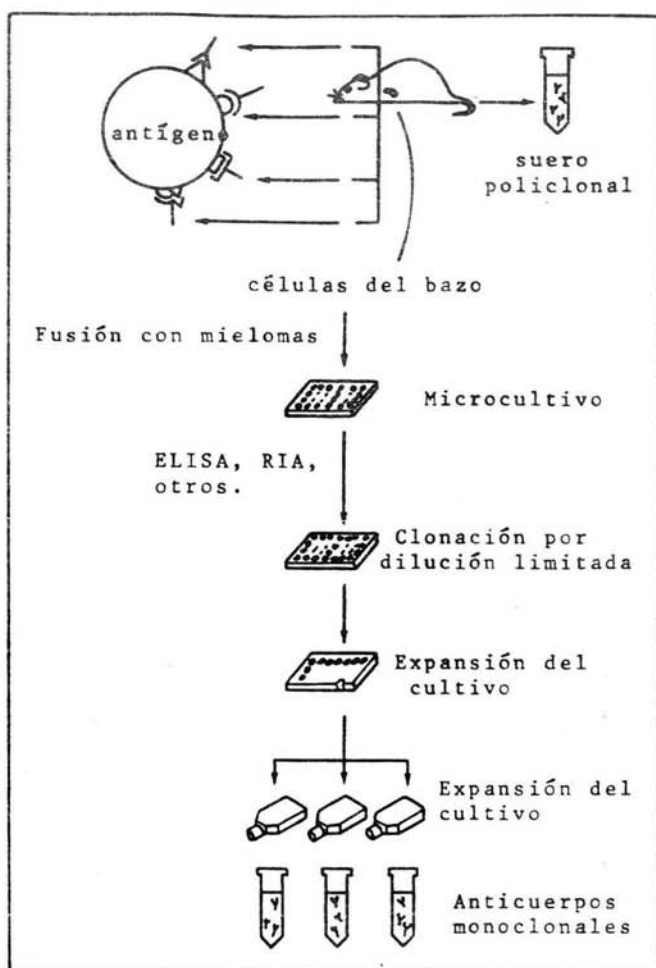 antígen
suero
policlonal
células del bazo
Fusión con mielomas
Microcultivo
ELISA, RIA,
otros.
Clonación por
dilución limitada
Expansión del
cultivo
Expansión del
cultivo
Anticuerpos
monoclonales